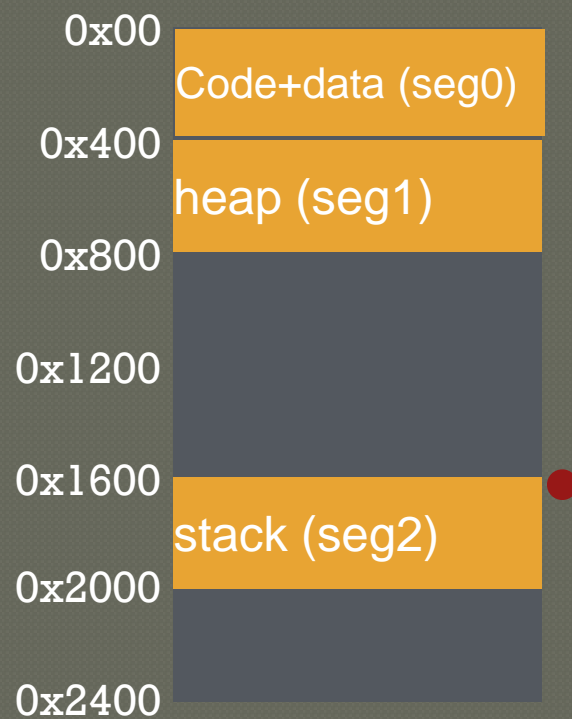 0x00
Code+data (seg0)
0x400
heap (seg1)
0x800
0x1200
0x1600
stack (seg2)
0x2000
0x2400